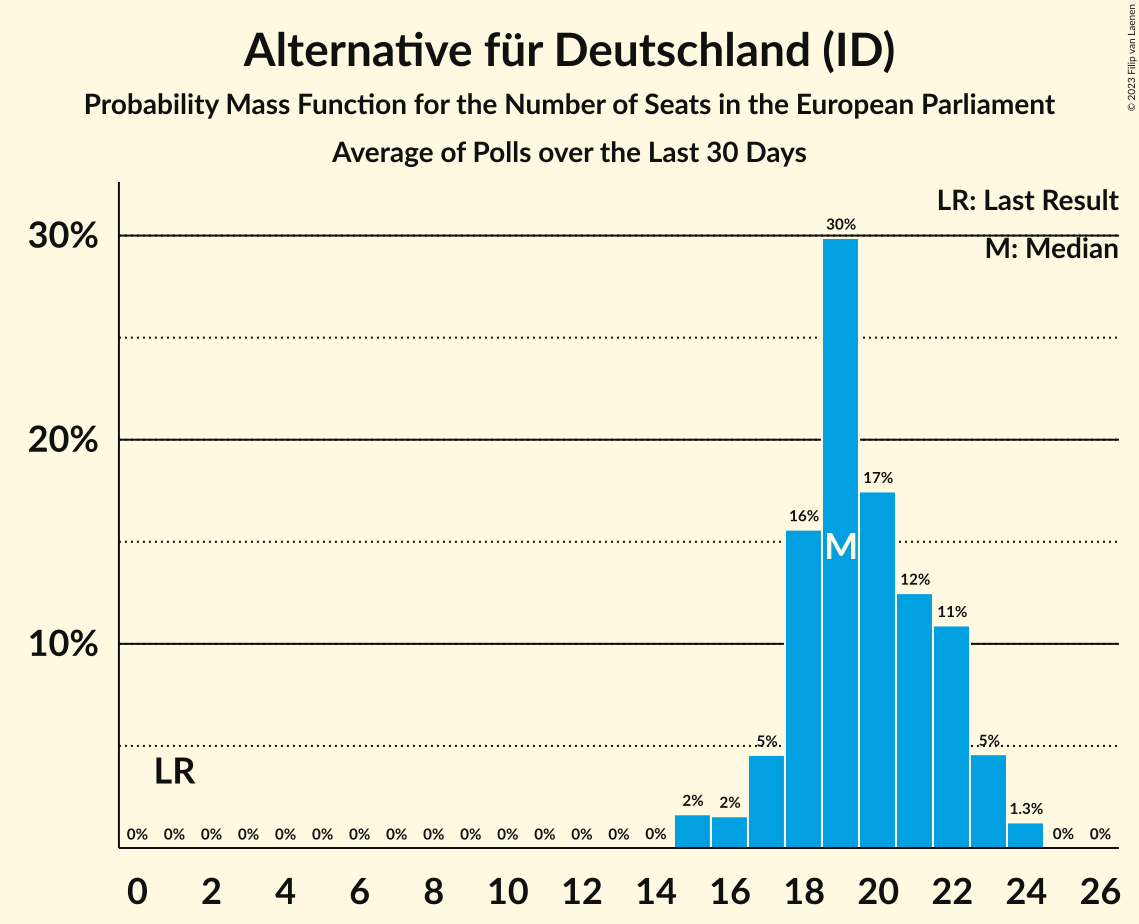 Alternative für Deutschland (ID)
Probability Mass Function for the Number of Seats in the European Parliament
Average of Polls over the Last 30 Days
© 2023 Filip van Laenen
LR: Last Result
M: Median
30%
20%
10%
30%
17%
16%
M
12%
11%
5%
5%
LR
2%
2%
1.3%
0% 0% 0% 0% 0% 0% 0% 0% 0% 0% 0% 0% 0% 0% 0% 0% 0%
0 2 4 6 8 10 12 14 16 18 20 22 24 26